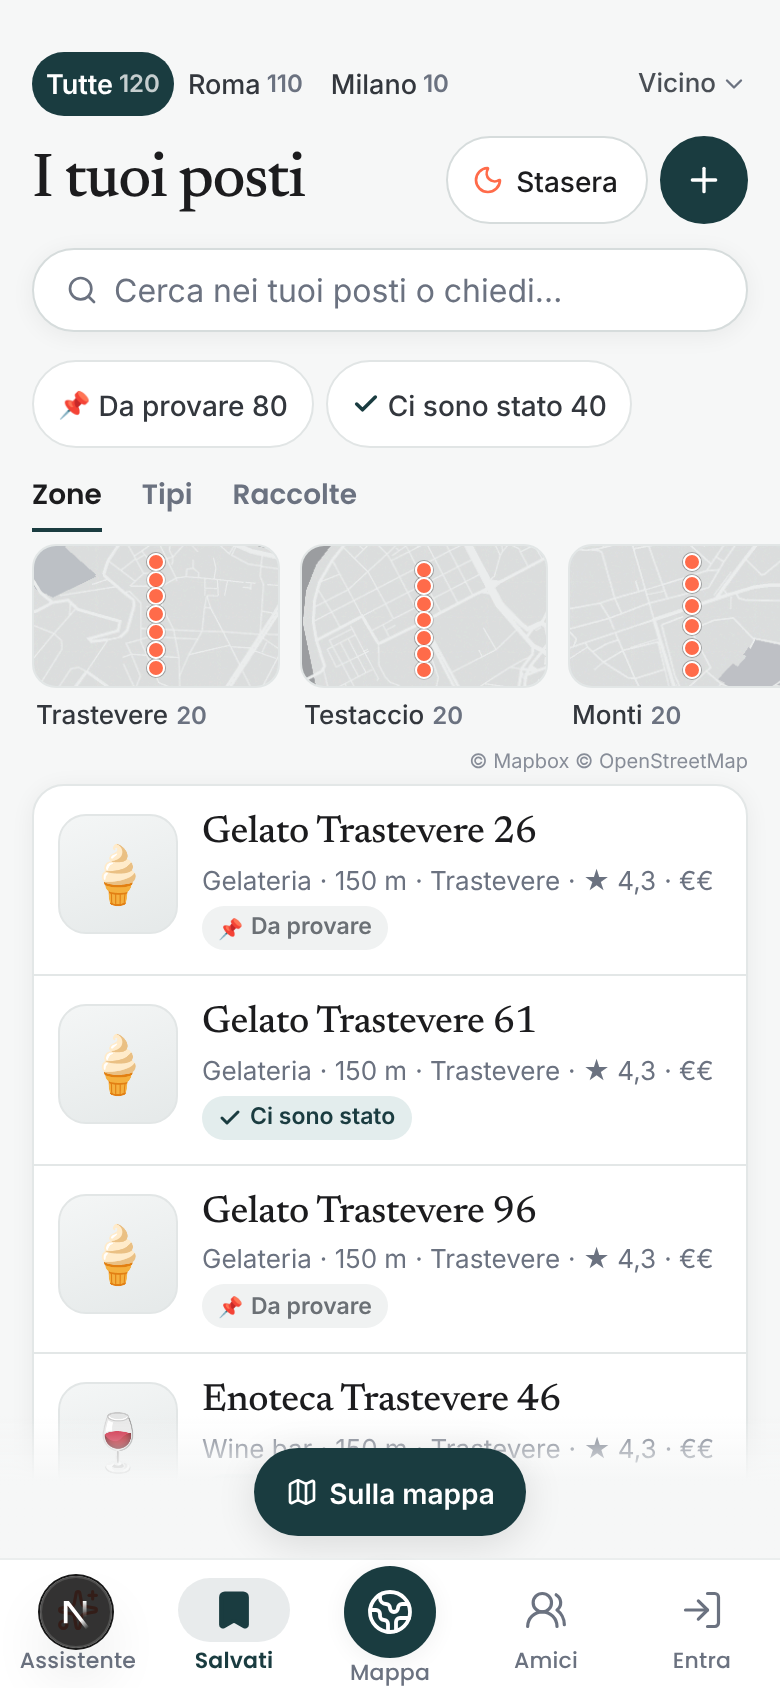 Tutte 120 Roma 110 Milano 10 Vicino
I tuoi posti Stasera
Cerca nei tuoi posti o chiedi...
Da provare 80 Ci sono stato 40
Zone Tipi Raccolte
Trastevere 20 Testaccio 20 Monti 20
© Mapbox © OpenStreetMap
Gelato Trastevere 26
Gelateria · 150 m · Trastevere · ★ 4,3 · €€
Da provare
Gelato Trastevere 61
Gelateria · 150 m · Trastevere · ★ 4,3 · €€
Ci sono stato
Gelato Trastevere 96
Gelateria · 150 m · Trastevere · ★ 4,3 · €€
Da provare
Enoteca Trastevere 46
Wine bar · 150 m · Trastevere · ★ 4,3 · €€
Sulla mappa
N
Assistente Salvati Mappa Amici Entra